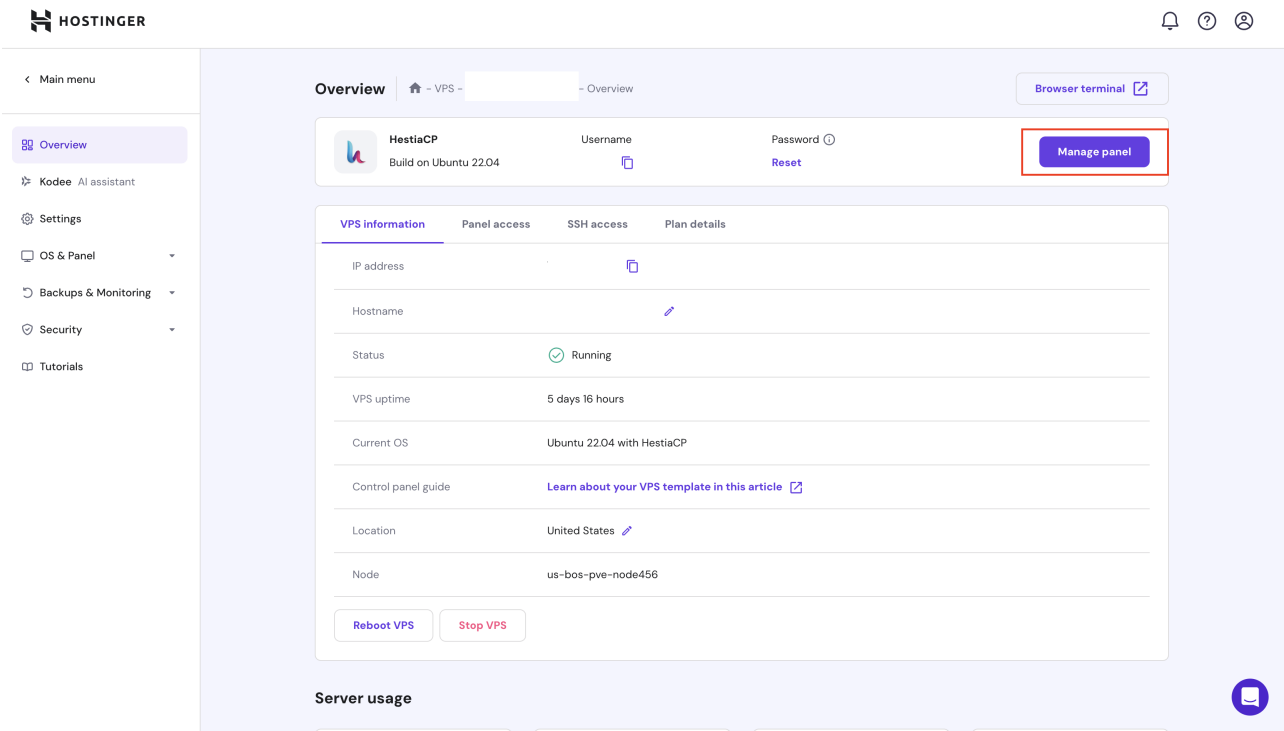 HOSTINGER
Main menu
Overview
Kodee AI assistant
Settings
OS & Panel
Backups & Monitoring
Security
Tutorials
Overview
- VPS - - Overview
Browser terminal
HestiaCP
Build on Ubuntu 22.04
Username
Password
Reset
Manage panel
VPS information Panel access SSH access Plan details
IP address
Hostname
Status Running
VPS uptime 5 days 16 hours
Current OS Ubuntu 22.04 with HestiaCP
Control panel guide Learn about your VPS template in this article
Location United States
Node us-bos-pve-node456
Reboot VPS Stop VPS
Server usage